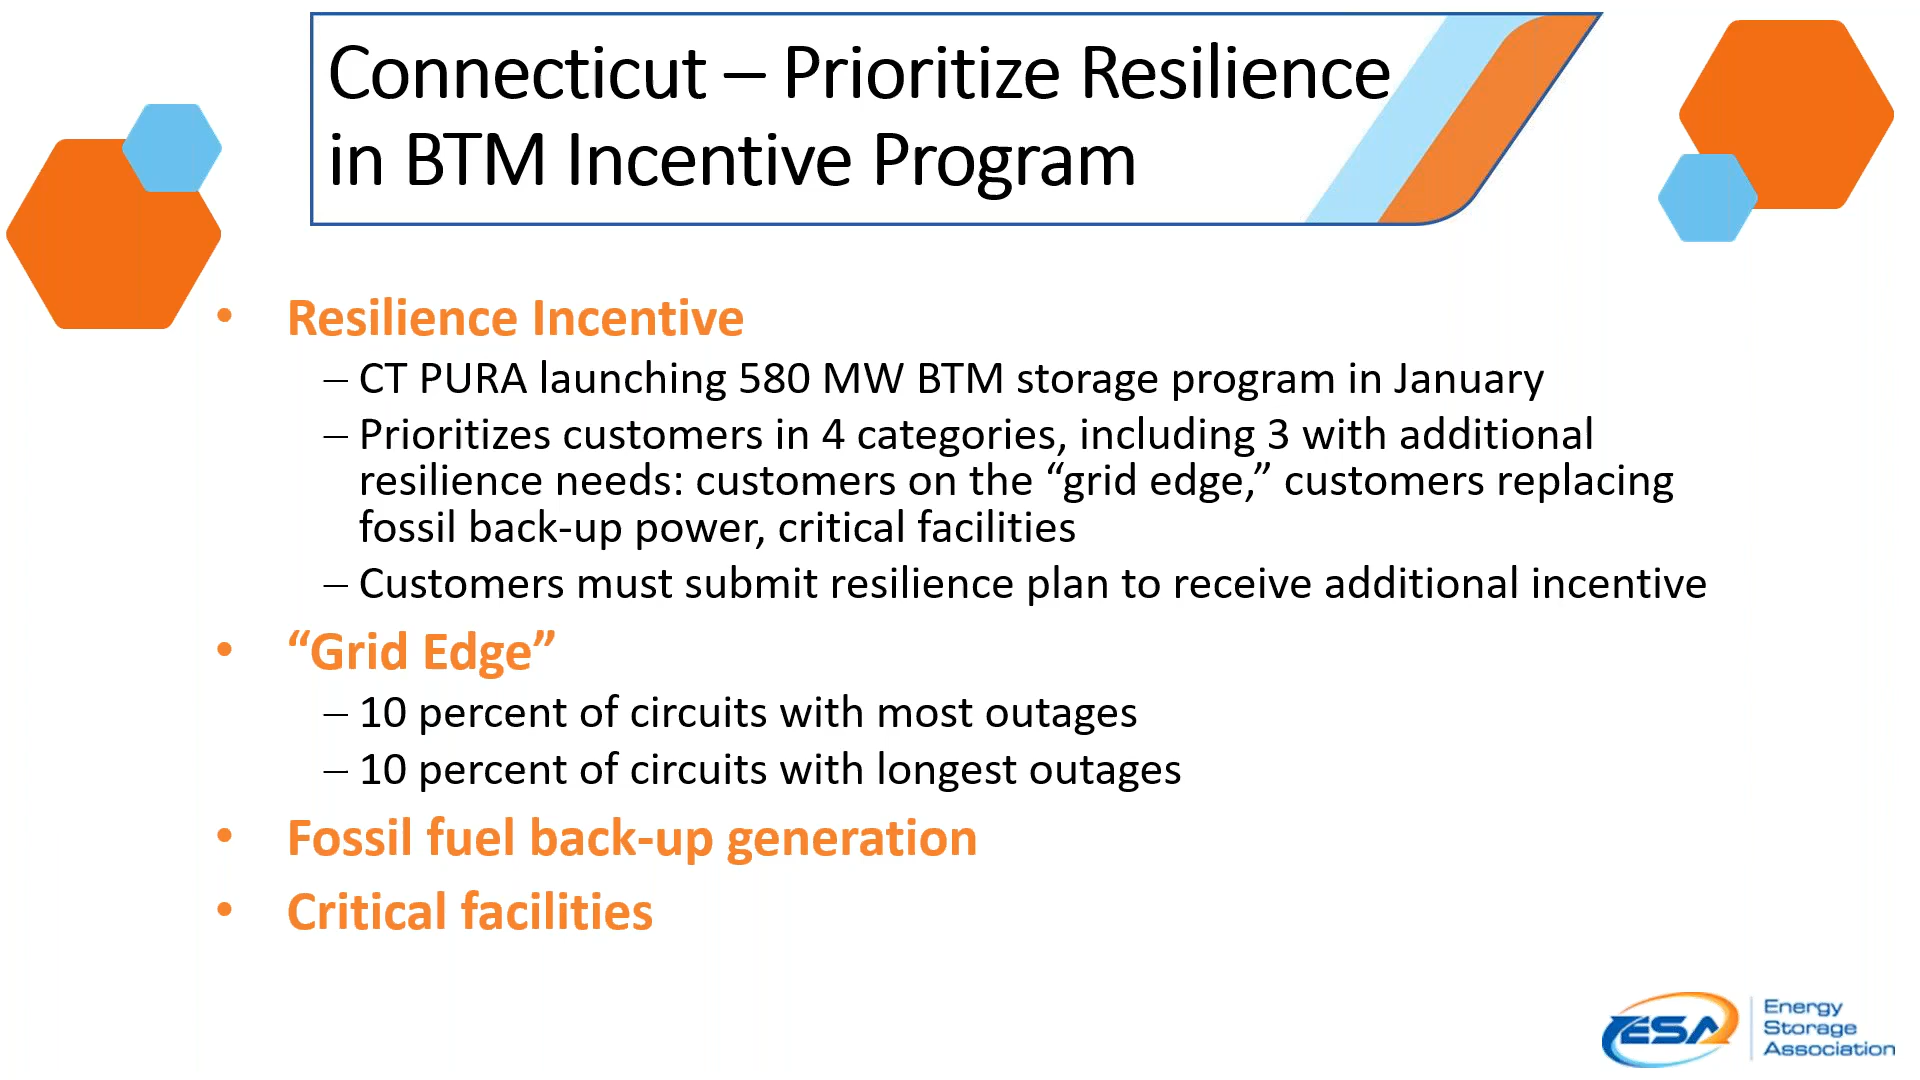 Connecticut – Prioritize Resilience
in BTM Incentive Program
• Resilience Incentive
– CT PURA launching 580 MW BTM storage program in January
– Prioritizes customers in 4 categories, including 3 with additional
resilience needs: customers on the “grid edge,” customers replacing
fossil back-up power, critical facilities
– Customers must submit resilience plan to receive additional incentive
• “Grid Edge”
– 10 percent of circuits with most outages
– 10 percent of circuits with longest outages
• Fossil fuel back-up generation
• Critical facilities
ESA
Energy
Storage
Association